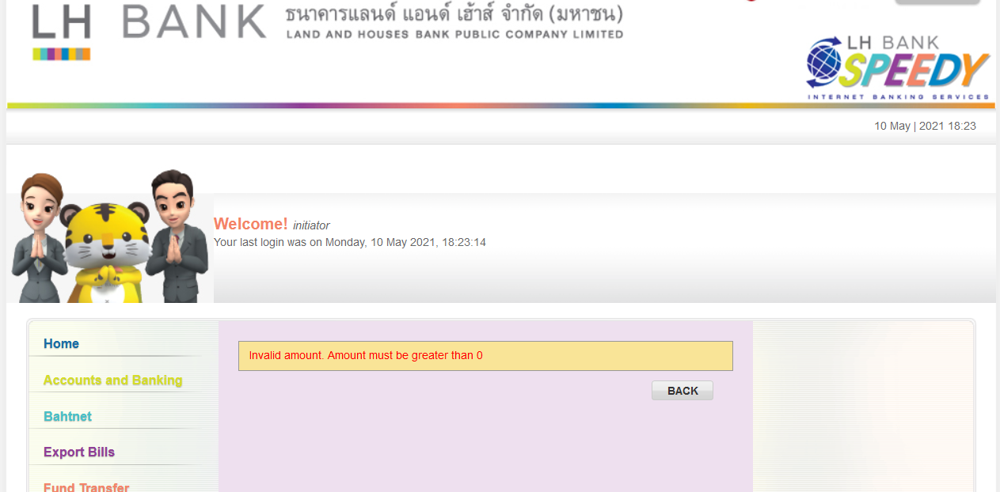 LH BANK
ธนาคารแลนด์ แอนด์ เฮ้าส์ จำกัด (มหาชน)
LAND AND HOUSES BANK PUBLIC COMPANY LIMITED
LH BANK
SPEEDY
INTERNET BANKING SERVICES
10 May | 2021 18:23
Welcome! initiator
Your last login was on Monday, 10 May 2021, 18:23:14
Home
Accounts and Banking
Bahtnet
Export Bills
Fund Transfer
Invalid amount. Amount must be greater than 0
BACK